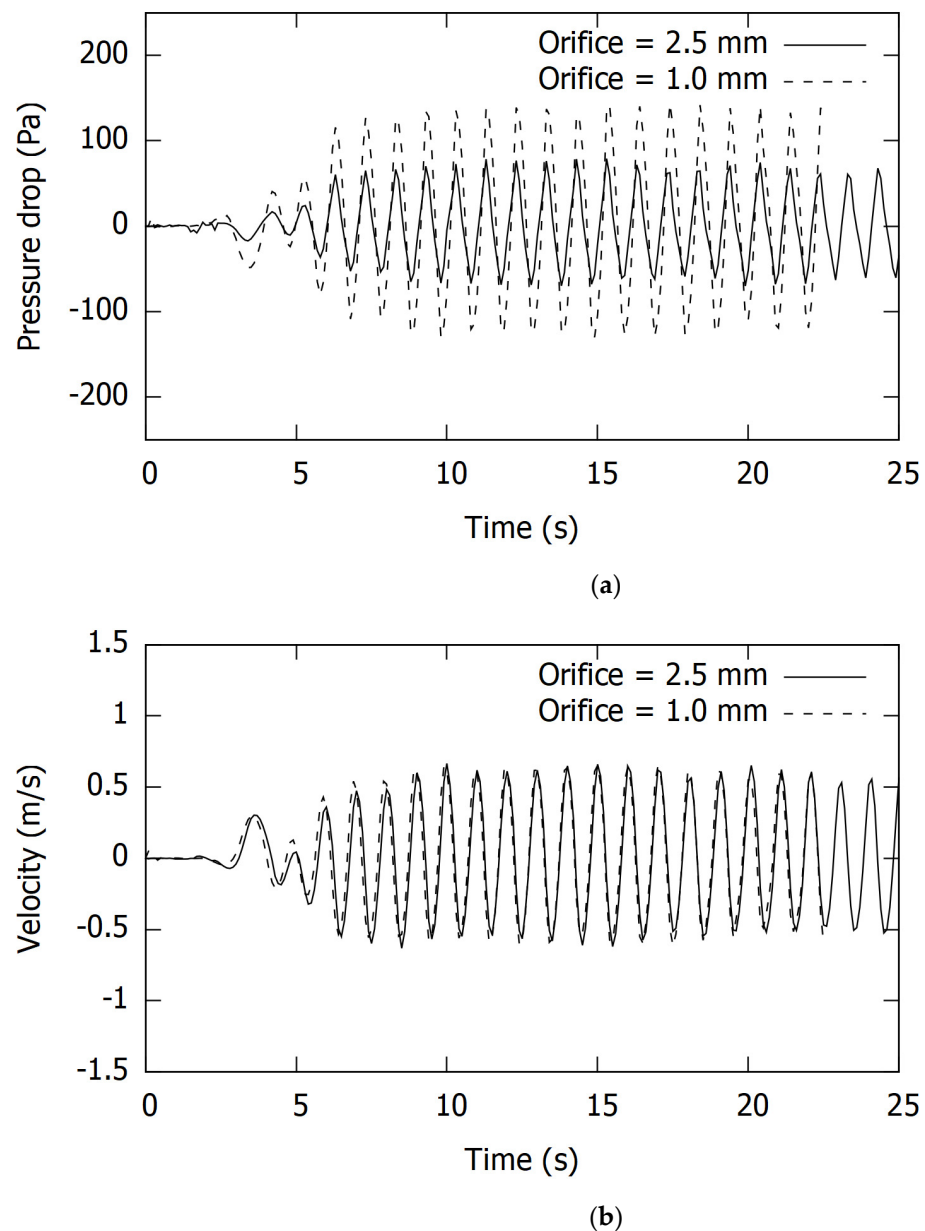 200
100
0
-100
-200
Pressure drop (Pa)
Orifice = 2.5 mm
Orifice = 1.0 mm
0 5 10 15 20 25
Time (s)
(a)
1.5
1
0.5
0
-0.5
-1
-1.5
Velocity (m/s)
Orifice = 2.5 mm
Orifice = 1.0 mm
0 5 10 15 20 25
Time (s)
(b)